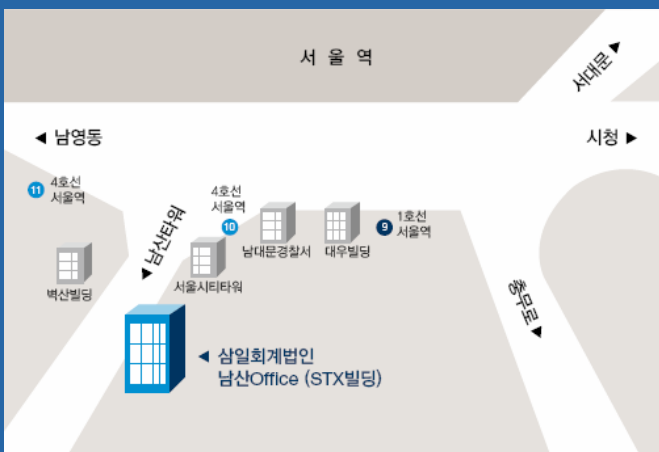 서 울 역
서대문 ▶
◀ 남영동
시청 ▶
11
4호선
서울역
4호선
서울역
10
9
1호선
서울역
◀ 남산타워
남대문경찰서
대우빌딩
벽산빌딩
서울시티타워
충무로 ▶
◀ 삼일회계법인
남산Office (STX빌딩)